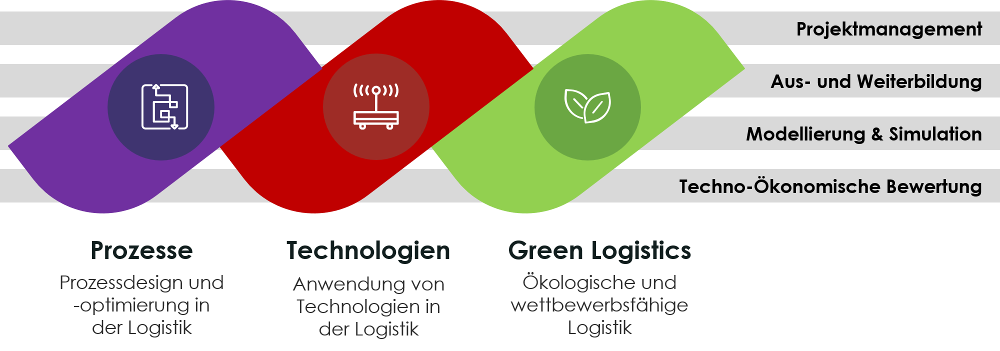 Projektmanagement
Aus- und Weiterbildung
Modellierung & Simulation
Techno-Ökonomische Bewertung
Prozesse
Prozessdesign und
-optimierung in
der Logistik
Technologien
Anwendung von
Technologien in
der Logistik
Green Logistics
Ökologische und
wettbewerbsfähige
Logistik